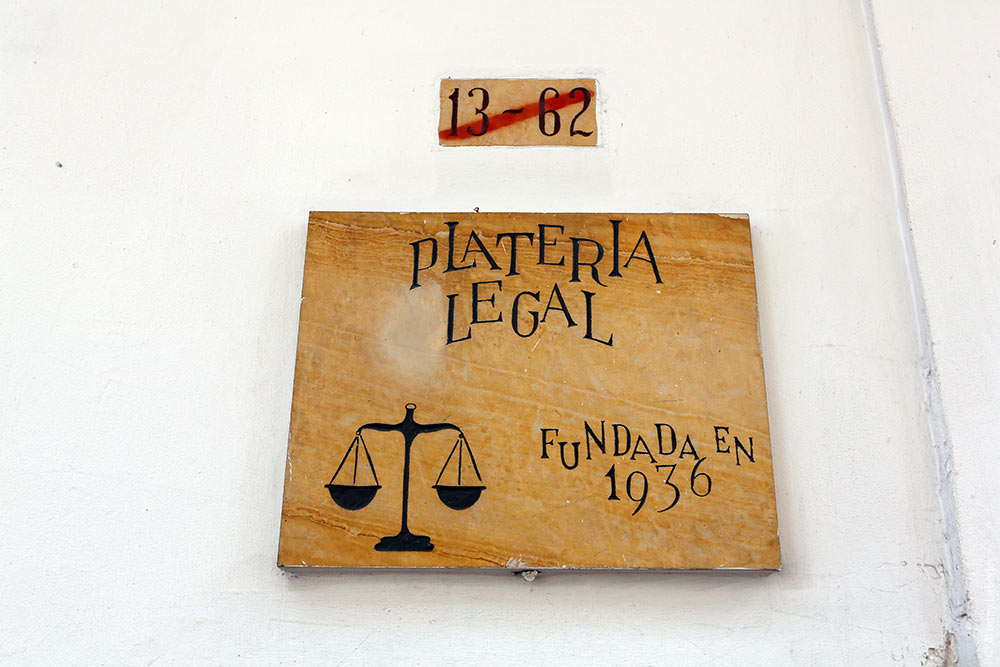 13-62
PLATERIA
LEGAL
FUNDADA EN
1936